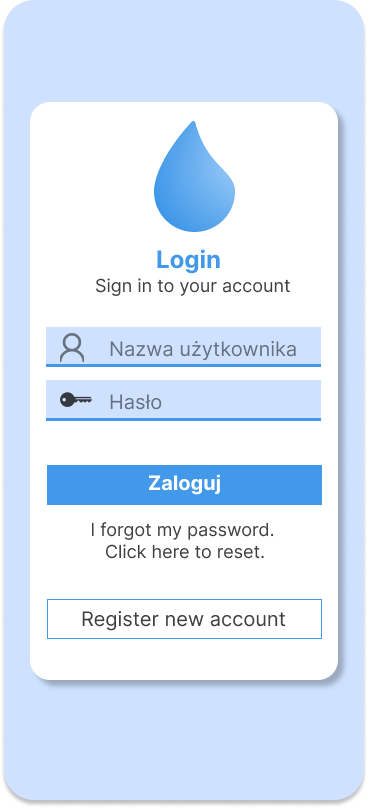 Login
Sign in to your account
Nazwa użytkownika
Hasło
Zaloguj
I forgot my password.
Click here to reset.
Register new account